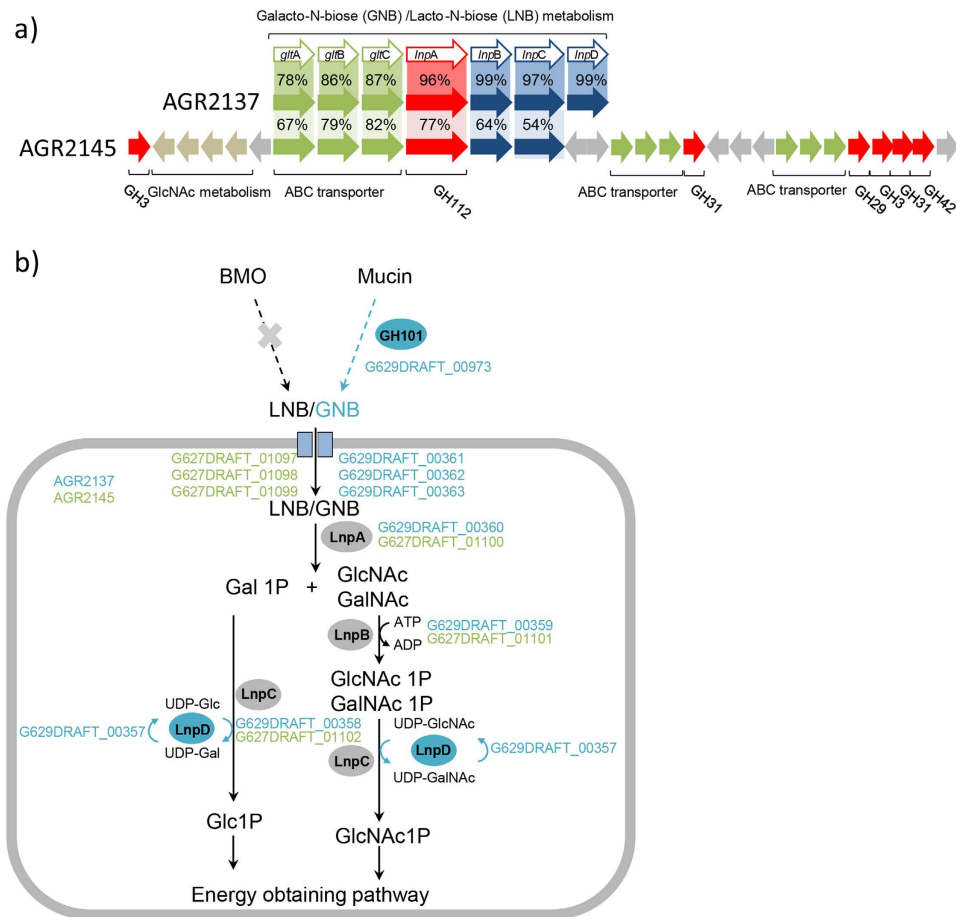 a)
Galacto-N-biose (GNB) /Lacto-N-biose (LNB) metabolism
gltA gltB gltC lnpA lnpB lnpC lnpD
78% 86% 87% 96% 99% 97% 99%
AGR2137
67% 79% 82% 77% 64% 54%
AGR2145
GH3
GlcNAc metabolism
ABC transporter
GH112
ABC transporter
GH31
ABC transporter
GH29
GH3
GH31
GH42
b)
BMO
Mucin
GH101
G629DRAFT_00973
LNB/GNB
AGR2137
AGR2145
G627DRAFT_01097
G627DRAFT_01098
G627DRAFT_01099
G629DRAFT_00361
G629DRAFT_00362
G629DRAFT_00363
LNB/GNB
LnpA
G629DRAFT_00360
G627DRAFT_01100
Gal 1P + GlcNAc
GalNAc
LnpB
ATP
ADP
G629DRAFT_00359
G627DRAFT_01101
GlcNAc 1P
GalNAc 1P
LnpC
UDP-Glc
LnpD
UDP-Gal
G629DRAFT_00357
G629DRAFT_00358
G627DRAFT_01102
LnpC
UDP-GlcNAc
LnpD
UDP-GalNAc
G629DRAFT_00357
Glc1P
GlcNAc1P
Energy obtaining pathway